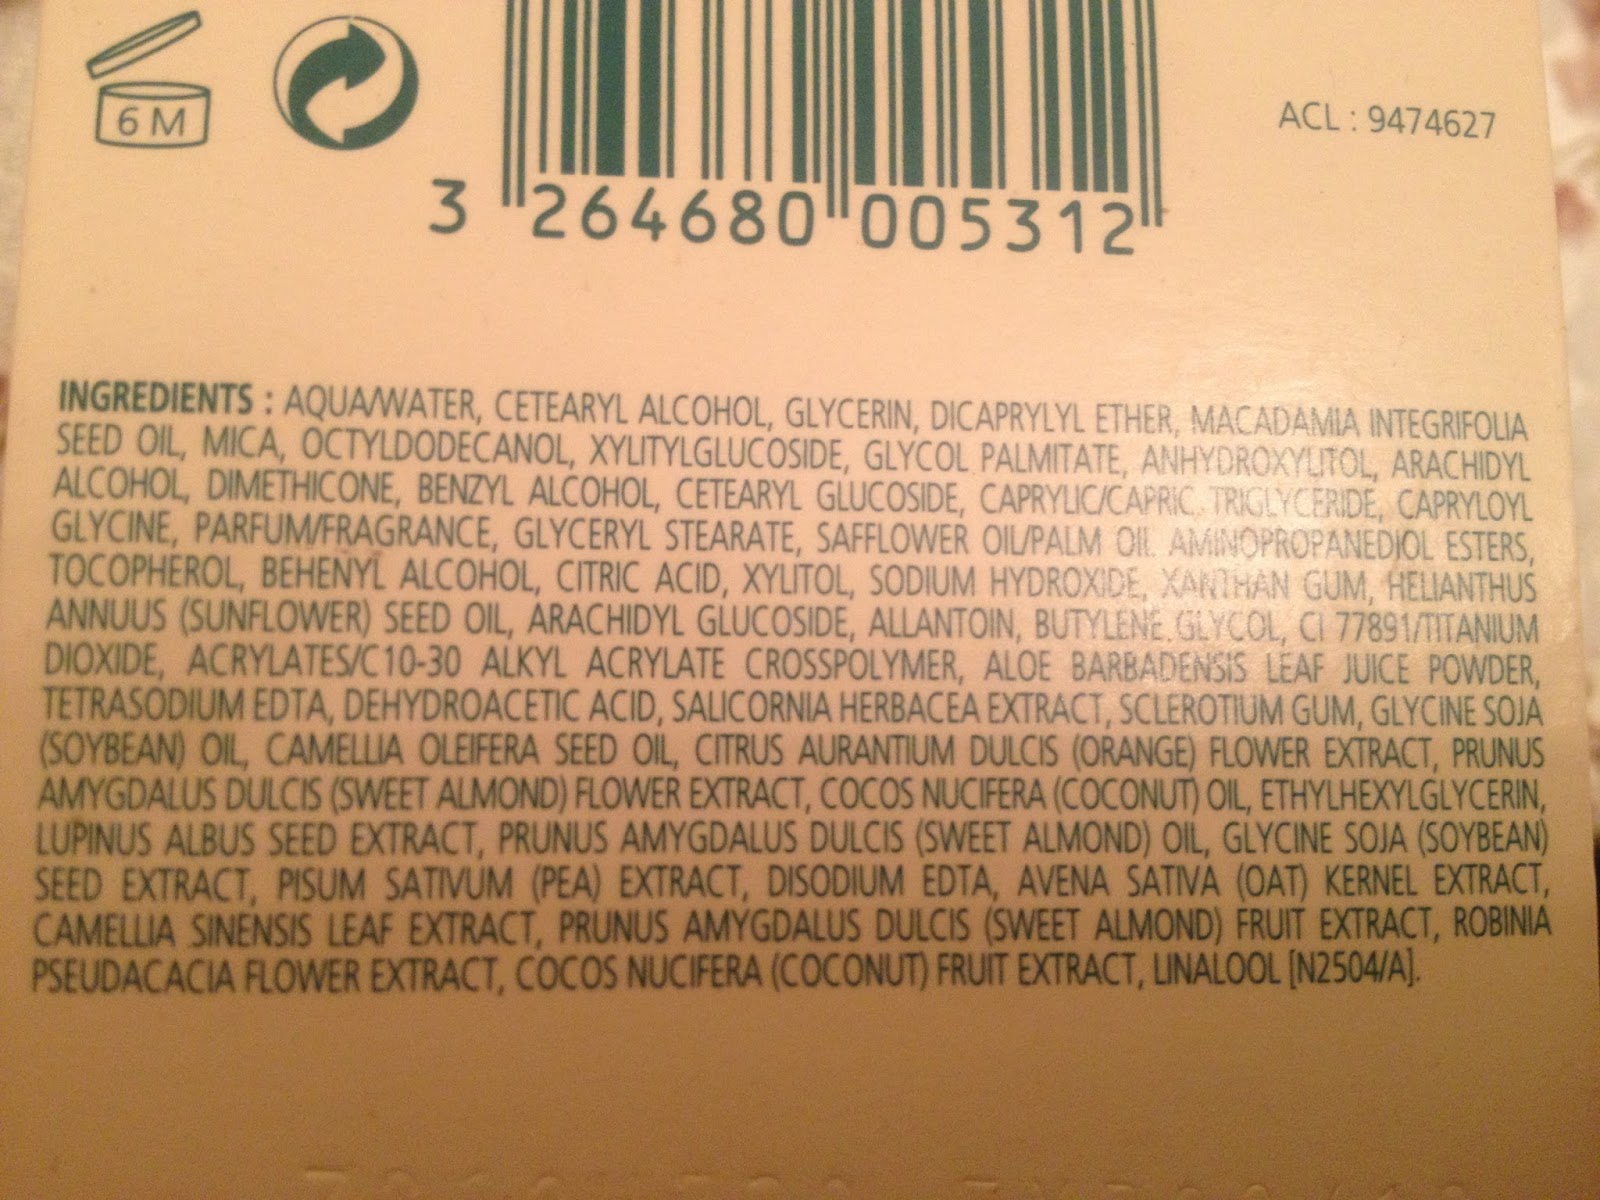 6 M
ACL : 9474627
3 264680 005312
INGREDIENTS : AQUA/WATER, CETEARYL ALCOHOL, GLYCERIN, DICAPRYLYL ETHER, MACADAMIA INTEGRIFOLIA
SEED OIL, MICA, OCTYLDODECANOL, XYLITYLGLUCOSIDE, GLYCOL PALMITATE, ANHYDROXYLITOL, ARACHIDYL
ALCOHOL, DIMETHICONE, BENZYL ALCOHOL, CETEARYL GLUCOSIDE, CAPRYLIC/CAPRIC TRIGLYCERIDE, CAPRYLOYL
GLYCINE, PARFUM/FRAGRANCE, GLYCERYL STEARATE, SAFFLOWER OIL/PALM OIL AMINOPROPANEDIOL ESTERS,
TOCOPHEROL, BEHENYL ALCOHOL, CITRIC ACID, XYLITOL, SODIUM HYDROXIDE, XANTHAN GUM, HELIANTHUS
ANNUUS (SUNFLOWER) SEED OIL, ARACHIDYL GLUCOSIDE, ALLANTOIN, BUTYLENE GLYCOL, CI 77891/TITANIUM
DIOXIDE, ACRYLATES/C10-30 ALKYL ACRYLATE CROSSPOLYMER, ALOE BARBADENSIS LEAF JUICE POWDER,
TETRASODIUM EDTA, DEHYDROACETIC ACID, SALICORNIA HERBACEA EXTRACT, SCLEROTIUM GUM, GLYCINE SOJA
(SOYBEAN) OIL, CAMELLIA OLEIFERA SEED OIL, CITRUS AURANTIUM DULCIS (ORANGE) FLOWER EXTRACT, PRUNUS
AMYGDALUS DULCIS (SWEET ALMOND) FLOWER EXTRACT, COCOS NUCIFERA (COCONUT) OIL, ETHYLHEXYLGLYCERIN,
LUPINUS ALBUS SEED EXTRACT, PRUNUS AMYGDALUS DULCIS (SWEET ALMOND) OIL, GLYCINE SOJA (SOYBEAN)
SEED EXTRACT, PISUM SATIVUM (PEA) EXTRACT, DISODIUM EDTA, AVENA SATIVA (OAT) KERNEL EXTRACT,
CAMELLIA SINENSIS LEAF EXTRACT, PRUNUS AMYGDALUS DULCIS (SWEET ALMOND) FRUIT EXTRACT, ROBINIA
PSEUDACACIA FLOWER EXTRACT, COCOS NUCIFERA (COCONUT) FRUIT EXTRACT, LINALOOL [N2504/A].